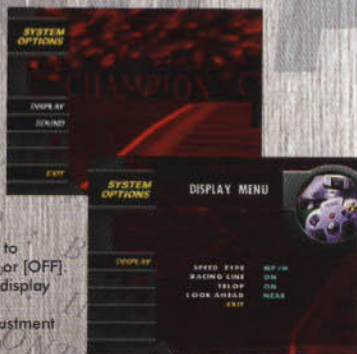 SYSTEM
OPTIONS
CHAMPION
DISPLAY
SOUND
EXIT
SYSTEM
OPTIONS
DISPLAY MENU
DISPLAY
SPEED TYPE MP/H
RACING LINE ON
TELOP ON
LOOK AHEAD NEAR
EXIT
to
or [OFF].
display
ustment